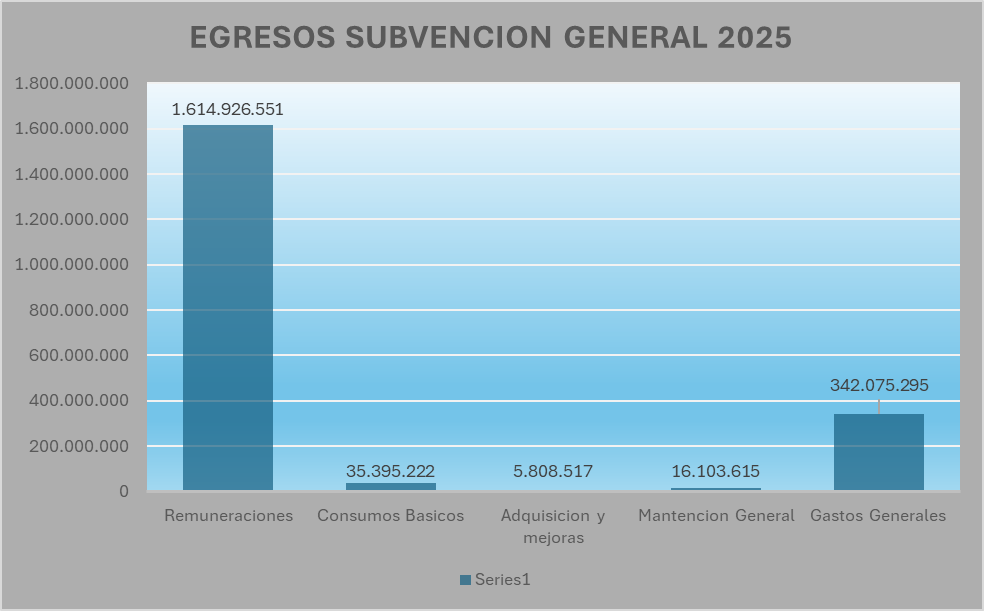 EGRESOS SUBVENCION GENERAL 2025
1.800.000.000
1.600.000.000
1.400.000.000
1.200.000.000
1.000.000.000
800.000.000
600.000.000
400.000.000
200.000.000
0
1.614.926.551
35.395.222
5.808.517
16.103.615
342.075.295
Remuneraciones
Consumos Basicos
Adquisicion y
mejoras
Mantencion General
Gastos Generales
Series1